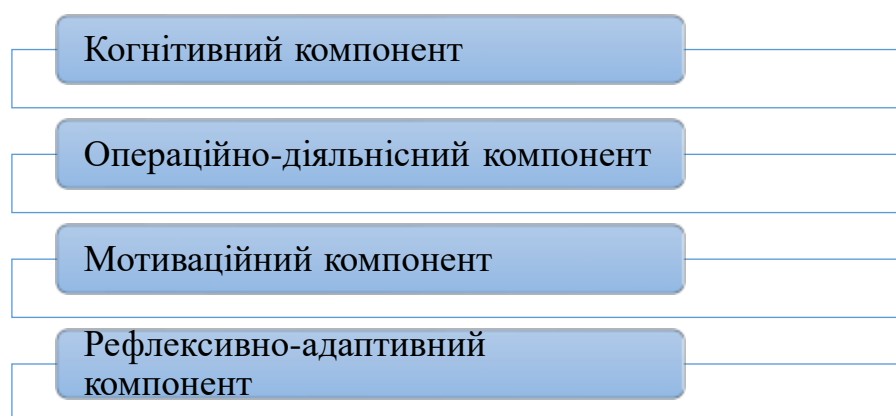 Когнітивний компонент
Операційно-діяльнісний компонент
Мотиваційний компонент
Рефлексивно-адаптивний
компонент